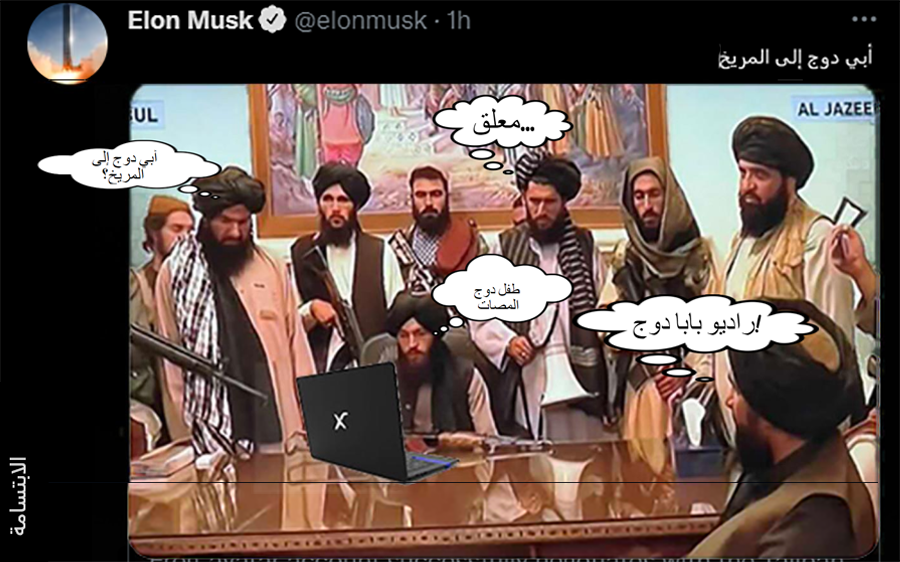 Elon Musk @elonmusk · 1h
أبي دوج إلى المريخ
UL
AL JAZEE
معلق...
أبي دوج إلى
المريخ؟
طفل دوج
المصات
راديو بابا دوج!
X
الابتسامة